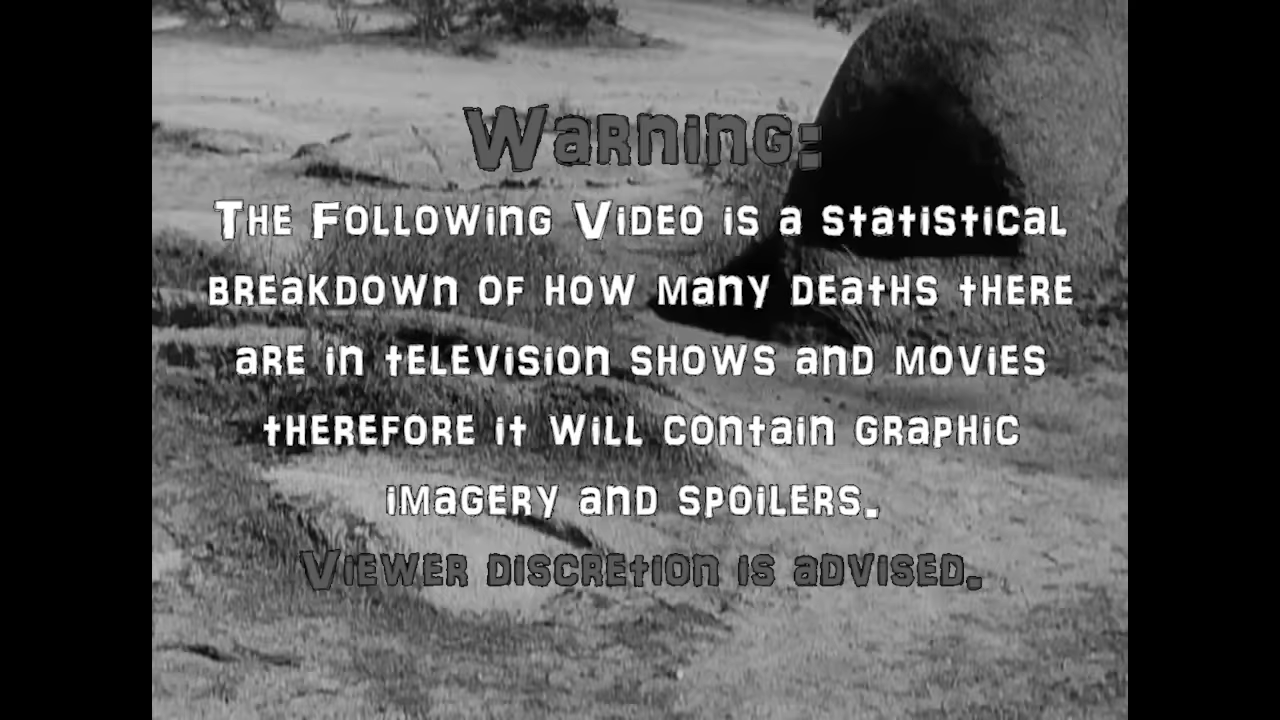 Warning:
The Following Video is a statistical
breakdown of how many deaths there
are in television shows and movies
therefore it will contain graphic
imagery and spoilers.
Viewer discretion is advised.